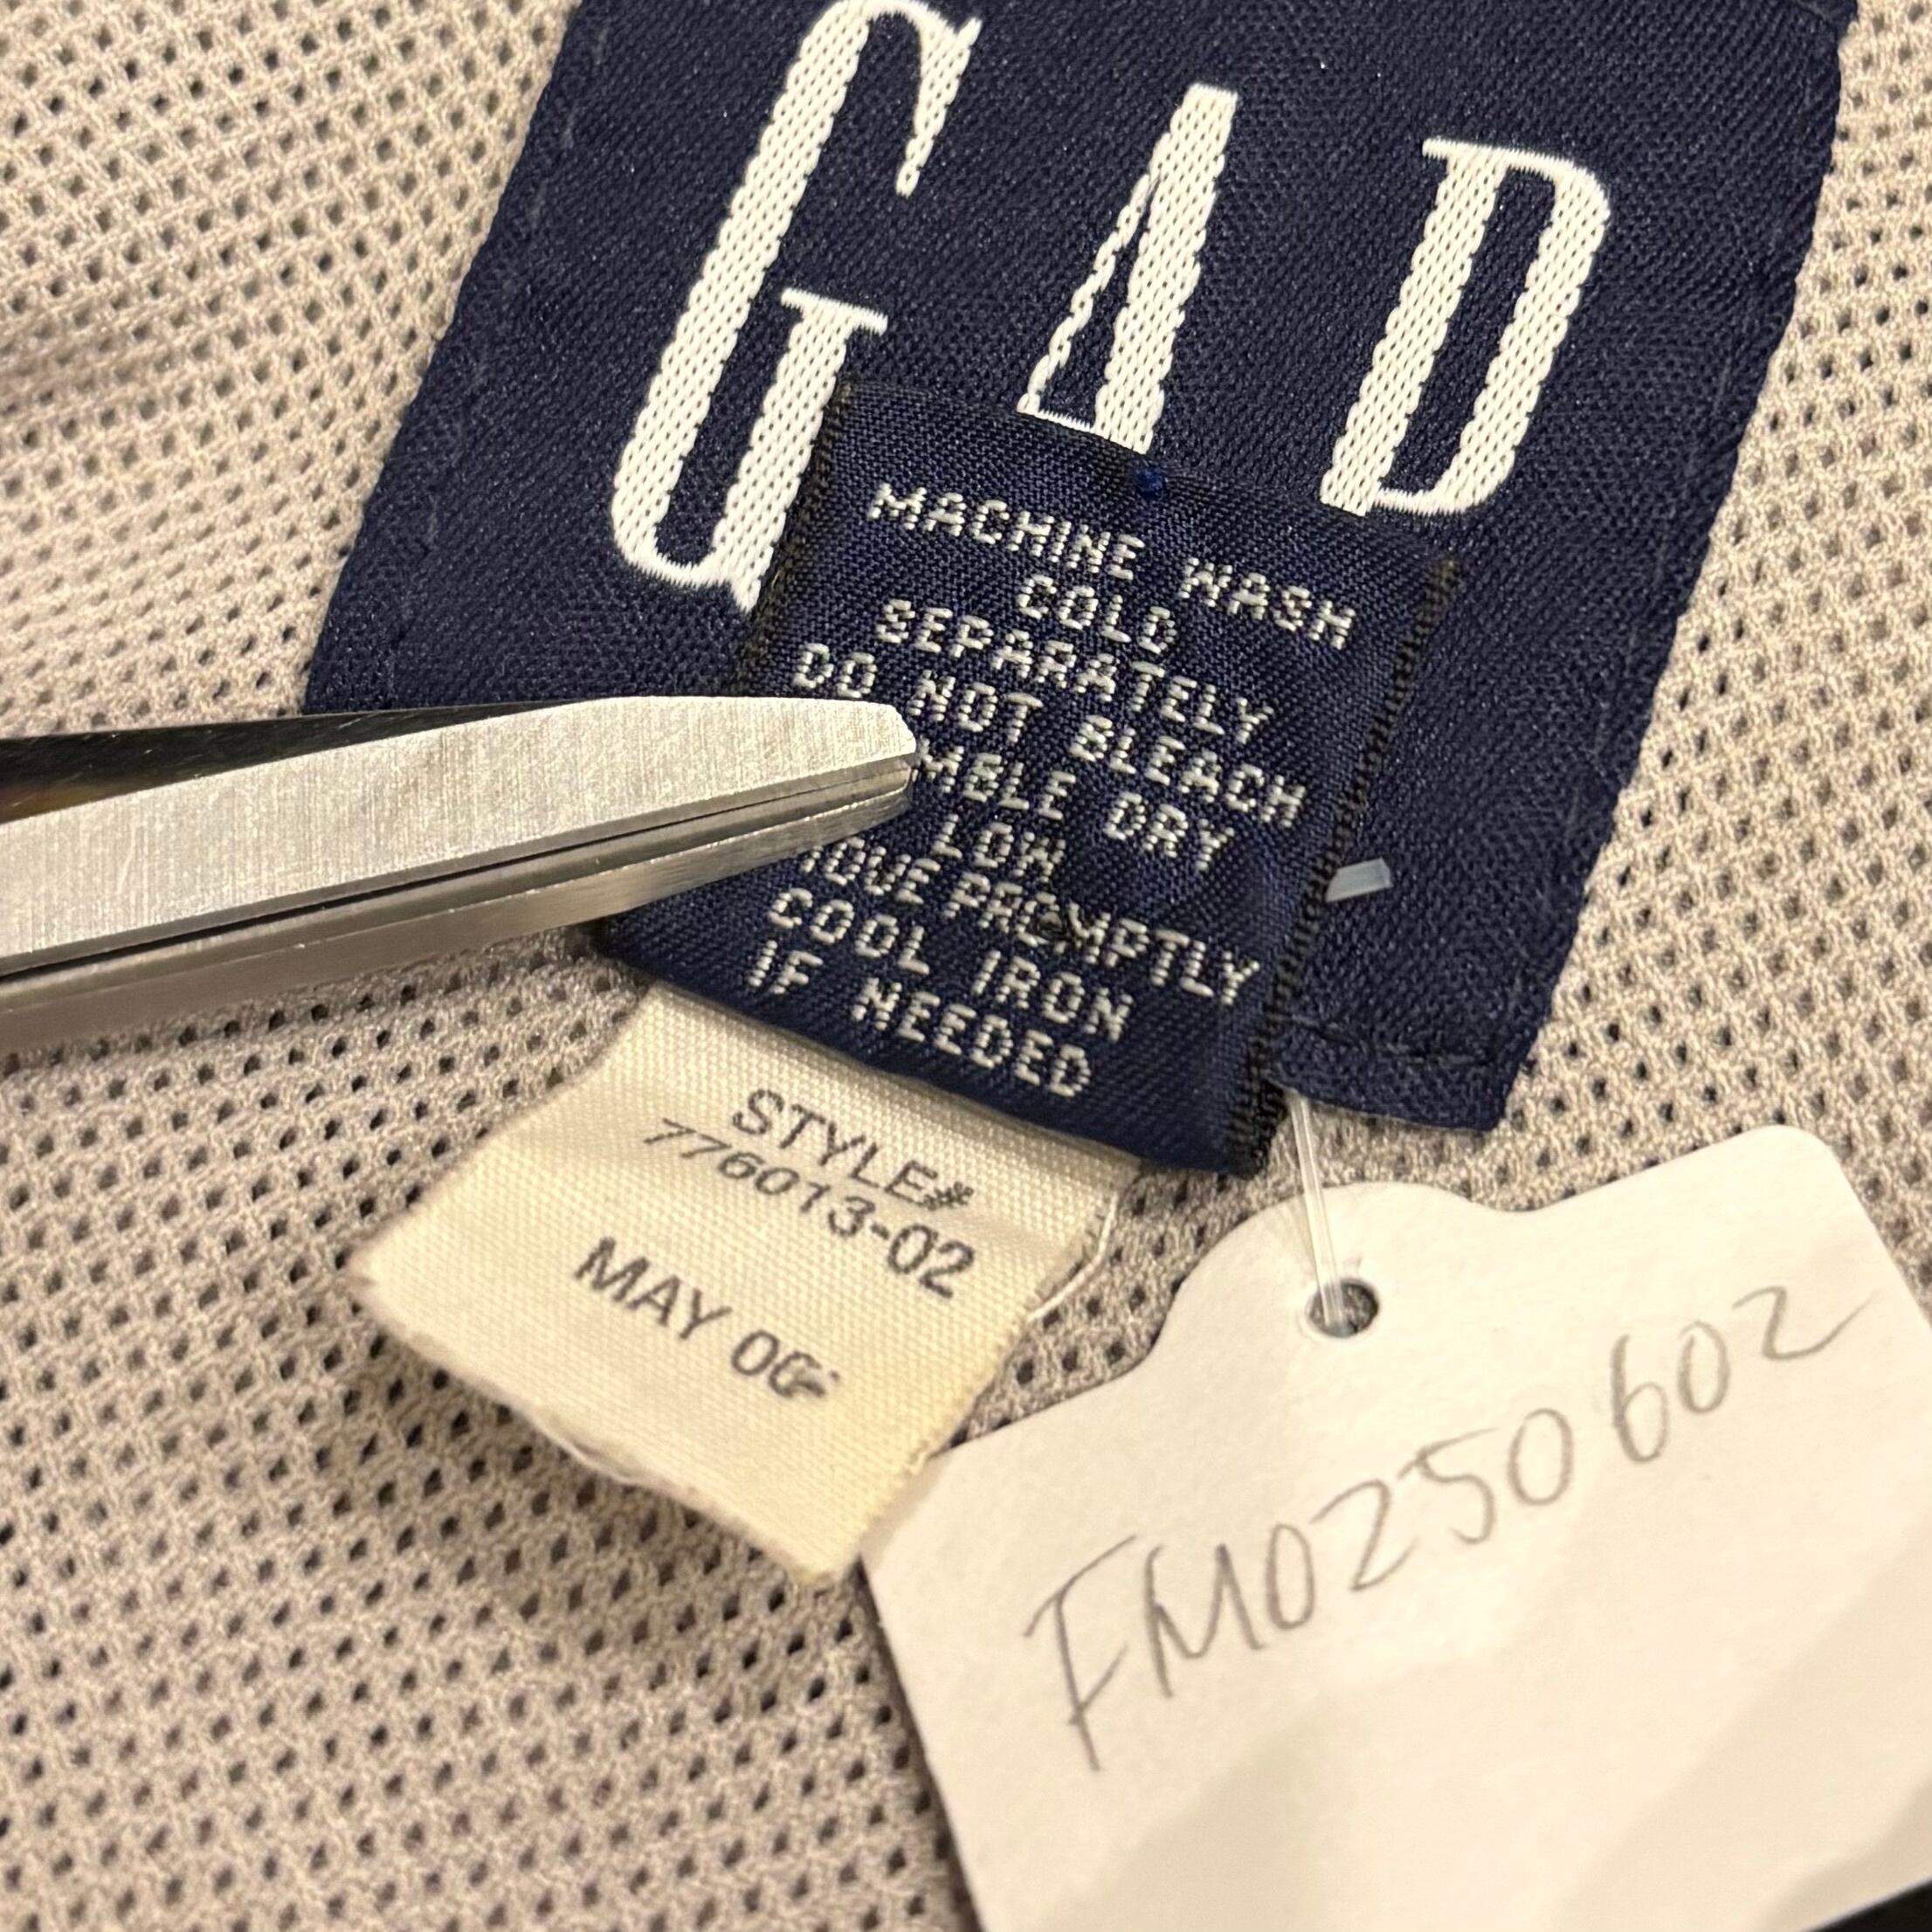 GAP
MACHINE WASH
COLD
SEPARATELY
DO NOT BLEACH
MBLE DRY
LOW
MOVE PROMPTLY
COOL IRON
IF NEEDED
STYLE#
776013-02
MAY 06
FM0250602